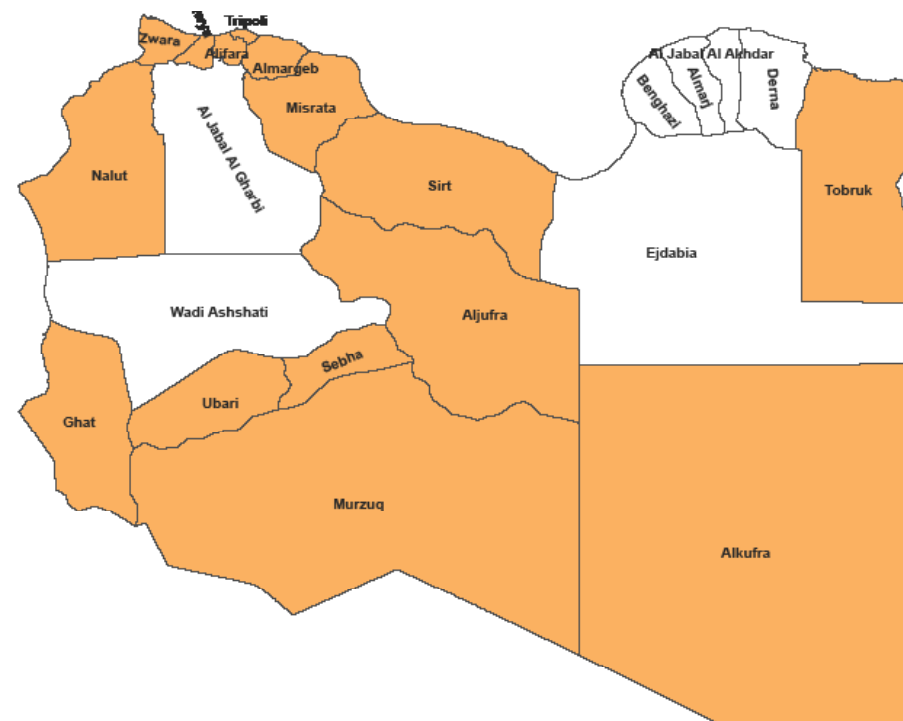 Tripoli
Zwara
Aljfara
Almargeb
Al Jabal Al Akhdar
Misrata
Benghazi
Almarj
Derna
Al Jabal Al Gharbi
Nalut
Sirt
Tobruk
Ejdabia
Wadi Ashshati
Aljufra
Sebha
Ubari
Ghat
Murzuq
Alkufra